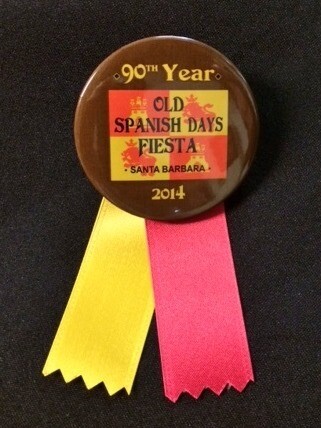 90TH Year
OLD
SPANISH DAYS
FIESTA
· SANTA BARBARA ·
2014